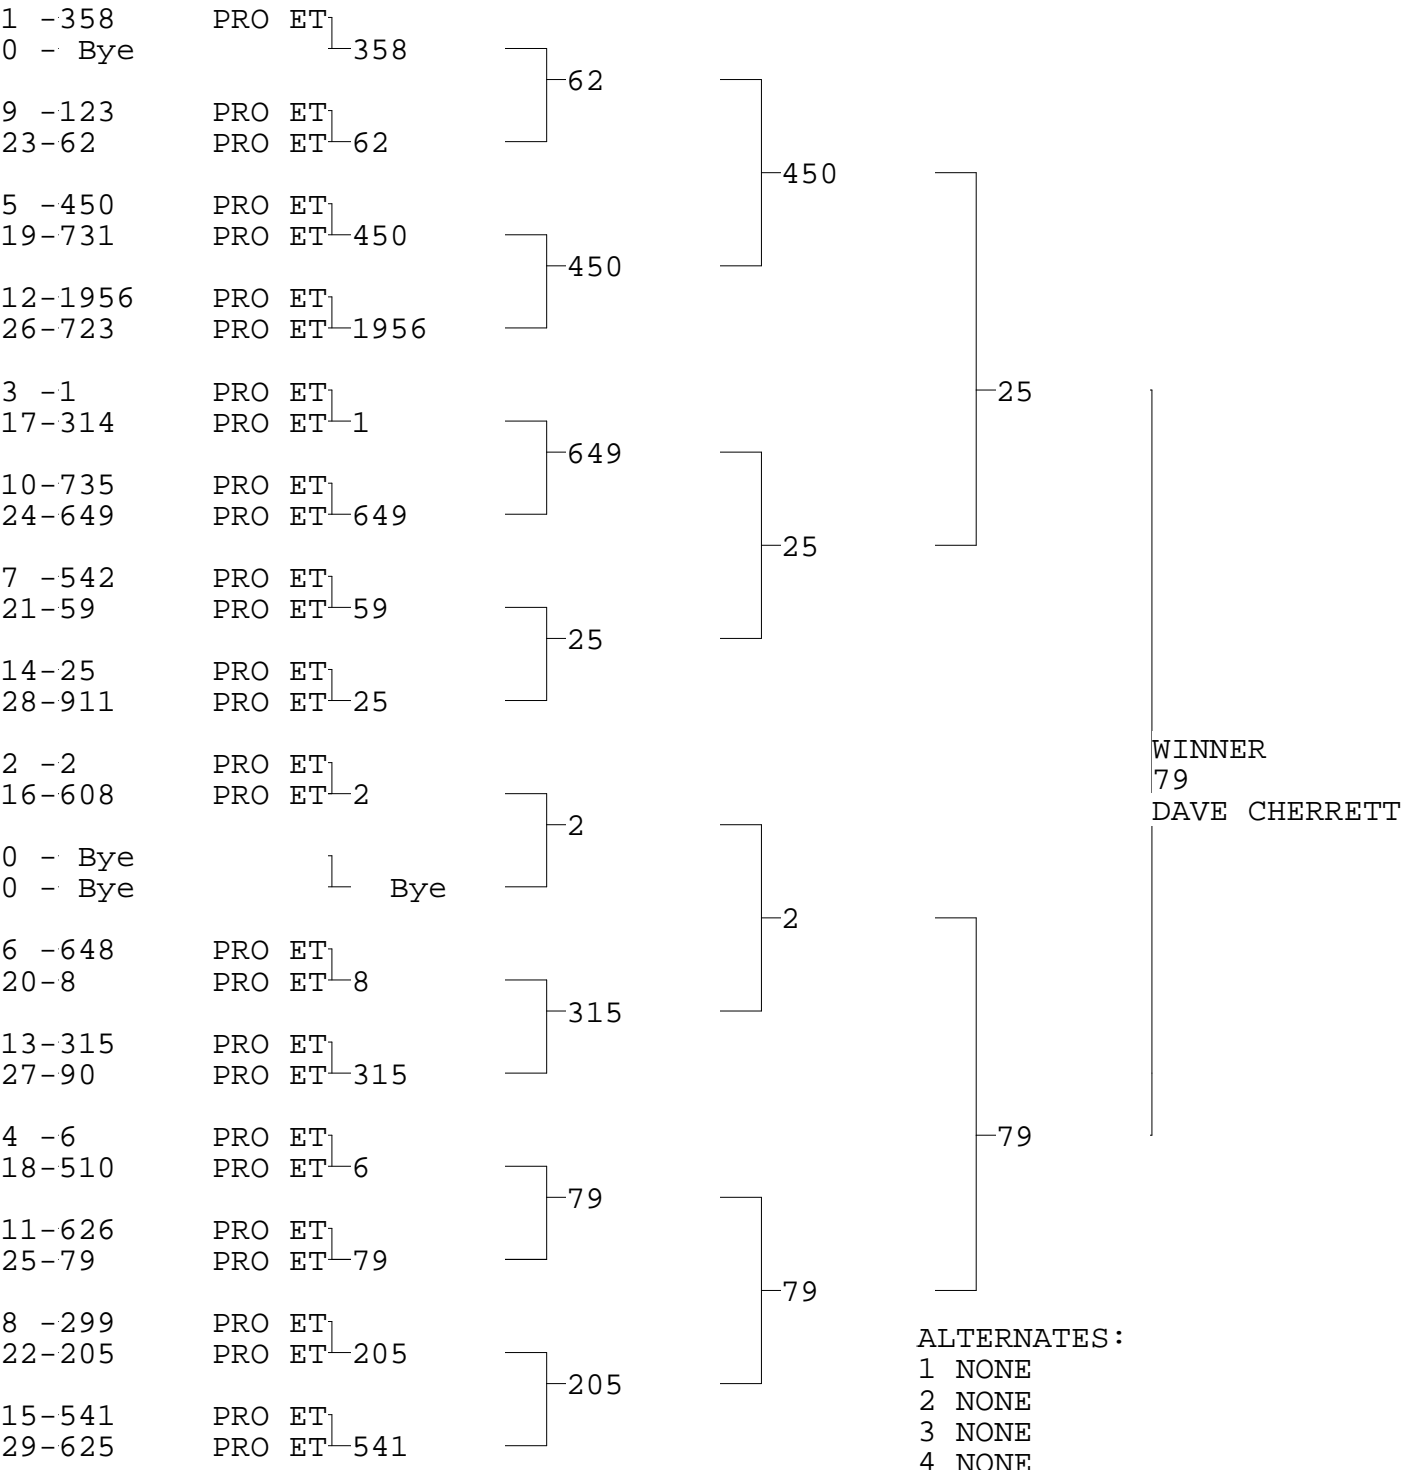 1 -358 PRO ET
0 - Bye 358
62
9 -123 PRO ET
23-62 PRO ET 62
450
5 -450 PRO ET
19-731 PRO ET 450
450
12-1956 PRO ET
26-723 PRO ET 1956
3 -1 PRO ET 25
17-314 PRO ET 1
649
10-735 PRO ET
24-649 PRO ET 649
25
7 -542 PRO ET
21-59 PRO ET 59
25
14-25 PRO ET
28-911 PRO ET 25
WINNER
2 -2 PRO ET
79
16-608 PRO ET 2
DAVE CHERRETT
2
0 - Bye
0 - Bye Bye
2
6 -648 PRO ET
20-8 PRO ET 8
315
13-315 PRO ET
27-90 PRO ET 315
4 -6 PRO ET 79
18-510 PRO ET 6
79
11-626 PRO ET
25-79 PRO ET 79
79
8 -299 PRO ET
ALTERNATES:
22-205 PRO ET 205
1 NONE
205
2 NONE
15-541 PRO ET
3 NONE
29-625 PRO ET 541
4 NONE